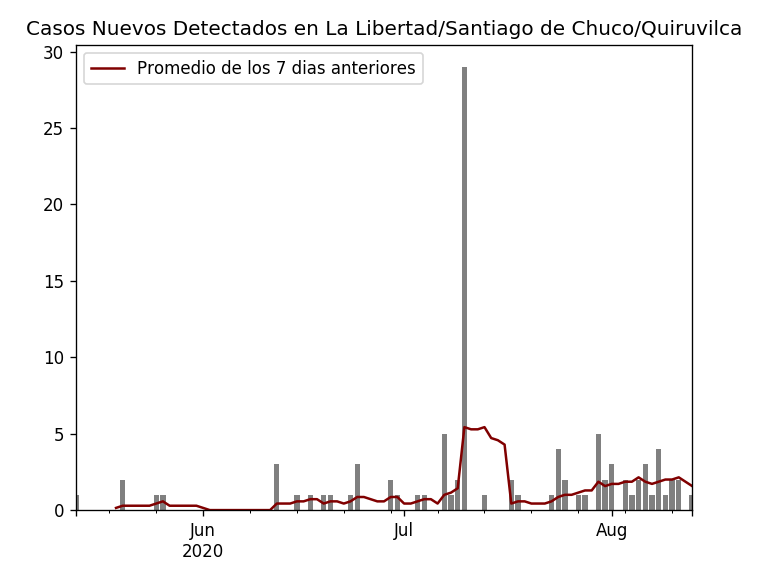 Casos Nuevos Detectados en La Libertad/Santiago de Chuco/Quiruvilca
Promedio de los 7 dias anteriores
30
25
20
15
10
5
0
Jun
2020
Jul
Aug